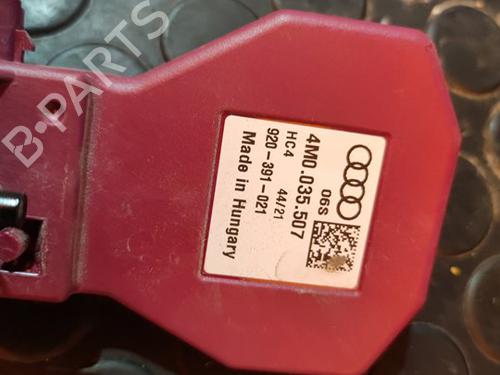 B-PARTS
06S
4M0.035.507
HC4 44/21
920-391-021
Made in Hungary